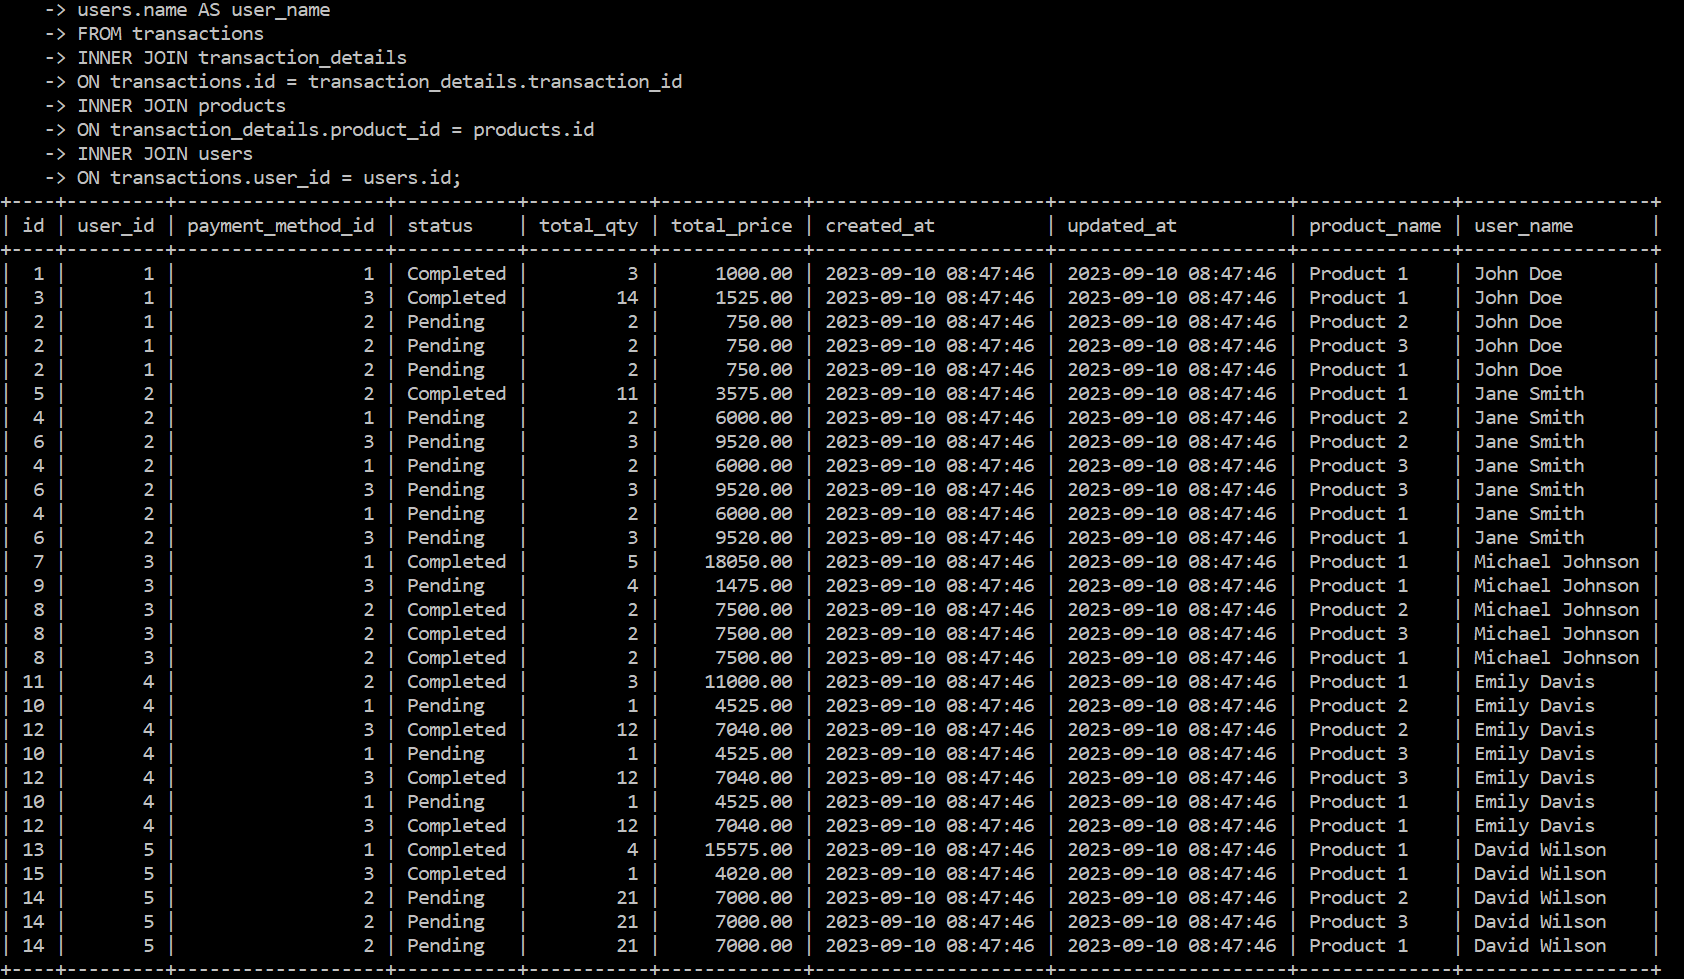 -> users.name AS user_name
    -> FROM transactions
    -> INNER JOIN transaction_details
    -> ON transactions.id = transaction_details.transaction_id
    -> INNER JOIN products
    -> ON transaction_details.product_id = products.id
    -> INNER JOIN users
    -> ON transactions.user_id = users.id;
+----+---------+-------------------+-----------+-----------+-------------+---------------------+---------------------+--------------+-----------------+
| id | user_id | payment_method_id | status    | total_qty | total_price | created_at          | updated_at          | product_name | user_name       |
+----+---------+-------------------+-----------+-----------+-------------+---------------------+---------------------+--------------+-----------------+
|  1 |       1 |                 1 | Completed |         3 |     1000.00 | 2023-09-10 08:47:46 | 2023-09-10 08:47:46 | Product 1    | John Doe        |
|  3 |       1 |                 3 | Completed |        14 |     1525.00 | 2023-09-10 08:47:46 | 2023-09-10 08:47:46 | Product 1    | John Doe        |
|  2 |       1 |                 2 | Pending   |         2 |      750.00 | 2023-09-10 08:47:46 | 2023-09-10 08:47:46 | Product 2    | John Doe        |
|  2 |       1 |                 2 | Pending   |         2 |      750.00 | 2023-09-10 08:47:46 | 2023-09-10 08:47:46 | Product 3    | John Doe        |
|  2 |       1 |                 2 | Pending   |         2 |      750.00 | 2023-09-10 08:47:46 | 2023-09-10 08:47:46 | Product 1    | John Doe        |
|  5 |       2 |                 2 | Completed |        11 |     3575.00 | 2023-09-10 08:47:46 | 2023-09-10 08:47:46 | Product 1    | Jane Smith      |
|  4 |       2 |                 1 | Pending   |         2 |     6000.00 | 2023-09-10 08:47:46 | 2023-09-10 08:47:46 | Product 2    | Jane Smith      |
|  6 |       2 |                 3 | Pending   |         3 |     9520.00 | 2023-09-10 08:47:46 | 2023-09-10 08:47:46 | Product 2    | Jane Smith      |
|  4 |       2 |                 1 | Pending   |         2 |     6000.00 | 2023-09-10 08:47:46 | 2023-09-10 08:47:46 | Product 3    | Jane Smith      |
|  6 |       2 |                 3 | Pending   |         3 |     9520.00 | 2023-09-10 08:47:46 | 2023-09-10 08:47:46 | Product 3    | Jane Smith      |
|  4 |       2 |                 1 | Pending   |         2 |     6000.00 | 2023-09-10 08:47:46 | 2023-09-10 08:47:46 | Product 1    | Jane Smith      |
|  6 |       2 |                 3 | Pending   |         3 |     9520.00 | 2023-09-10 08:47:46 | 2023-09-10 08:47:46 | Product 1    | Jane Smith      |
|  7 |       3 |                 1 | Completed |         5 |    18050.00 | 2023-09-10 08:47:46 | 2023-09-10 08:47:46 | Product 1    | Michael Johnson |
|  9 |       3 |                 3 | Pending   |         4 |     1475.00 | 2023-09-10 08:47:46 | 2023-09-10 08:47:46 | Product 1    | Michael Johnson |
|  8 |       3 |                 2 | Completed |         2 |     7500.00 | 2023-09-10 08:47:46 | 2023-09-10 08:47:46 | Product 2    | Michael Johnson |
|  8 |       3 |                 2 | Completed |         2 |     7500.00 | 2023-09-10 08:47:46 | 2023-09-10 08:47:46 | Product 3    | Michael Johnson |
|  8 |       3 |                 2 | Completed |         2 |     7500.00 | 2023-09-10 08:47:46 | 2023-09-10 08:47:46 | Product 1    | Michael Johnson |
| 11 |       4 |                 2 | Completed |         3 |    11000.00 | 2023-09-10 08:47:46 | 2023-09-10 08:47:46 | Product 1    | Emily Davis     |
| 10 |       4 |                 1 | Pending   |         1 |     4525.00 | 2023-09-10 08:47:46 | 2023-09-10 08:47:46 | Product 2    | Emily Davis     |
| 12 |       4 |                 3 | Completed |        12 |     7040.00 | 2023-09-10 08:47:46 | 2023-09-10 08:47:46 | Product 2    | Emily Davis     |
| 10 |       4 |                 1 | Pending   |         1 |     4525.00 | 2023-09-10 08:47:46 | 2023-09-10 08:47:46 | Product 3    | Emily Davis     |
| 12 |       4 |                 3 | Completed |        12 |     7040.00 | 2023-09-10 08:47:46 | 2023-09-10 08:47:46 | Product 3    | Emily Davis     |
| 10 |       4 |                 1 | Pending   |         1 |     4525.00 | 2023-09-10 08:47:46 | 2023-09-10 08:47:46 | Product 1    | Emily Davis     |
| 12 |       4 |                 3 | Completed |        12 |     7040.00 | 2023-09-10 08:47:46 | 2023-09-10 08:47:46 | Product 1    | Emily Davis     |
| 13 |       5 |                 1 | Completed |         4 |    15575.00 | 2023-09-10 08:47:46 | 2023-09-10 08:47:46 | Product 1    | David Wilson    |
| 15 |       5 |                 3 | Completed |         1 |     4020.00 | 2023-09-10 08:47:46 | 2023-09-10 08:47:46 | Product 1    | David Wilson    |
| 14 |       5 |                 2 | Pending   |        21 |     7000.00 | 2023-09-10 08:47:46 | 2023-09-10 08:47:46 | Product 2    | David Wilson    |
| 14 |       5 |                 2 | Pending   |        21 |     7000.00 | 2023-09-10 08:47:46 | 2023-09-10 08:47:46 | Product 3    | David Wilson    |
| 14 |       5 |                 2 | Pending   |        21 |     7000.00 | 2023-09-10 08:47:46 | 2023-09-10 08:47:46 | Product 1    | David Wilson    |
+----+---------+-------------------+-----------+-----------+-------------+---------------------+---------------------+--------------+-----------------+